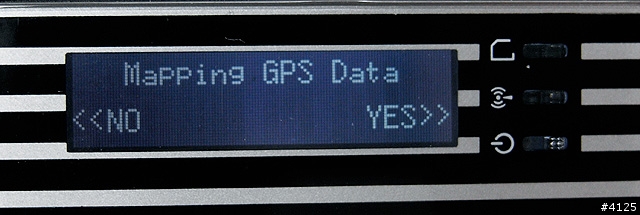 Mapping GPS Data
<<NO YES>>
#4125